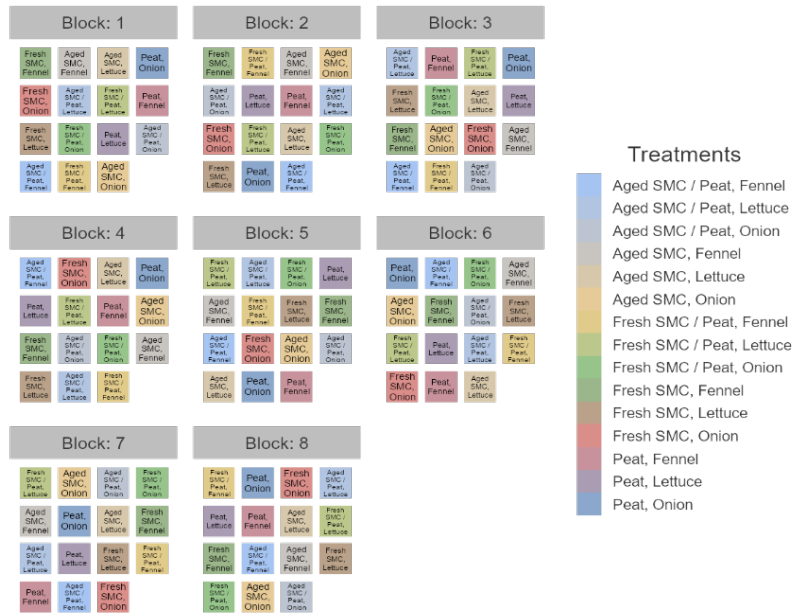 Block: 1
Fresh SMC, Fennel
Aged SMC, Fennel
Aged SMC, Lettuce
Peat, Onion
Fresh SMC, Onion
Aged SMC / Peat, Lettuce
Fresh SMC / Peat, Lettuce
Peat, Fennel
Fresh SMC, Lettuce
Fresh SMC / Peat, Onion
Peat, Lettuce
Aged SMC / Peat, Onion
Aged SMC / Peat, Fennel
Fresh SMC / Peat, Fennel
Aged SMC, Onion
Block: 2
Fresh SMC, Fennel
Fresh SMC / Peat, Fennel
Aged SMC, Fennel
Aged SMC, Onion
Aged SMC / Peat, Onion
Peat, Lettuce
Peat, Fennel
Aged SMC / Peat, Lettuce
Fresh SMC, Onion
Fresh SMC / Peat, Lettuce
Aged SMC, Lettuce
Fresh SMC / Peat, Onion
Fresh SMC, Lettuce
Peat, Onion
Aged SMC / Peat, Fennel
Block: 3
Aged SMC / Peat, Lettuce
Peat, Fennel
Fresh SMC / Peat, Lettuce
Peat, Onion
Fresh SMC, Lettuce
Fresh SMC / Peat, Onion
Aged SMC, Lettuce
Peat, Lettuce
Fresh SMC, Fennel
Aged SMC, Onion
Fresh SMC, Onion
Aged SMC, Fennel
Aged SMC / Peat, Fennel
Fresh SMC / Peat, Fennel
Aged SMC / Peat, Onion
Block: 4
Aged SMC / Peat, Fennel
Fresh SMC, Onion
Aged SMC, Lettuce
Peat, Onion
Peat, Lettuce
Fresh SMC / Peat, Lettuce
Peat, Fennel
Aged SMC, Onion
Fresh SMC, Fennel
Aged SMC / Peat, Onion
Fresh SMC / Peat, Onion
Aged SMC, Fennel
Fresh SMC, Lettuce
Aged SMC / Peat, Lettuce
Fresh SMC / Peat, Fennel
Block: 5
Fresh SMC / Peat, Lettuce
Aged SMC / Peat, Lettuce
Fresh SMC / Peat, Onion
Peat, Lettuce
Aged SMC, Fennel
Fresh SMC / Peat, Fennel
Fresh SMC, Lettuce
Fresh SMC, Fennel
Aged SMC / Peat, Fennel
Fresh SMC, Onion
Aged SMC, Onion
Aged SMC / Peat, Onion
Aged SMC, Lettuce
Peat, Onion
Peat, Fennel
Block: 6
Peat, Onion
Aged SMC / Peat, Fennel
Fresh SMC / Peat, Onion
Aged SMC, Fennel
Aged SMC, Onion
Fresh SMC, Fennel
Aged SMC / Peat, Onion
Fresh SMC, Lettuce
Fresh SMC / Peat, Lettuce
Peat, Lettuce
Aged SMC / Peat, Lettuce
Fresh SMC / Peat, Fennel
Fresh SMC, Onion
Peat, Fennel
Aged SMC, Lettuce
Block: 7
Fresh SMC / Peat, Lettuce
Aged SMC, Onion
Aged SMC / Peat, Onion
Fresh SMC / Peat, Onion
Aged SMC, Fennel
Peat, Onion
Aged SMC, Lettuce
Fresh SMC, Fennel
Aged SMC / Peat, Lettuce
Peat, Lettuce
Fresh SMC, Lettuce
Fresh SMC / Peat, Fennel
Peat, Fennel
Aged SMC / Peat, Fennel
Fresh SMC, Onion
Block: 8
Fresh SMC / Peat, Fennel
Peat, Onion
Fresh SMC, Onion
Aged SMC / Peat, Lettuce
Peat, Lettuce
Peat, Fennel
Aged SMC, Lettuce
Fresh SMC / Peat, Lettuce
Fresh SMC, Fennel
Aged SMC / Peat, Fennel
Aged SMC, Fennel
Fresh SMC, Lettuce
Fresh SMC / Peat, Onion
Aged SMC, Onion
Aged SMC / Peat, Onion
Treatments
Aged SMC / Peat, Fennel
Aged SMC / Peat, Lettuce
Aged SMC / Peat, Onion
Aged SMC, Fennel
Aged SMC, Lettuce
Aged SMC, Onion
Fresh SMC / Peat, Fennel
Fresh SMC / Peat, Lettuce
Fresh SMC / Peat, Onion
Fresh SMC, Fennel
Fresh SMC, Lettuce
Fresh SMC, Onion
Peat, Fennel
Peat, Lettuce
Peat, Onion